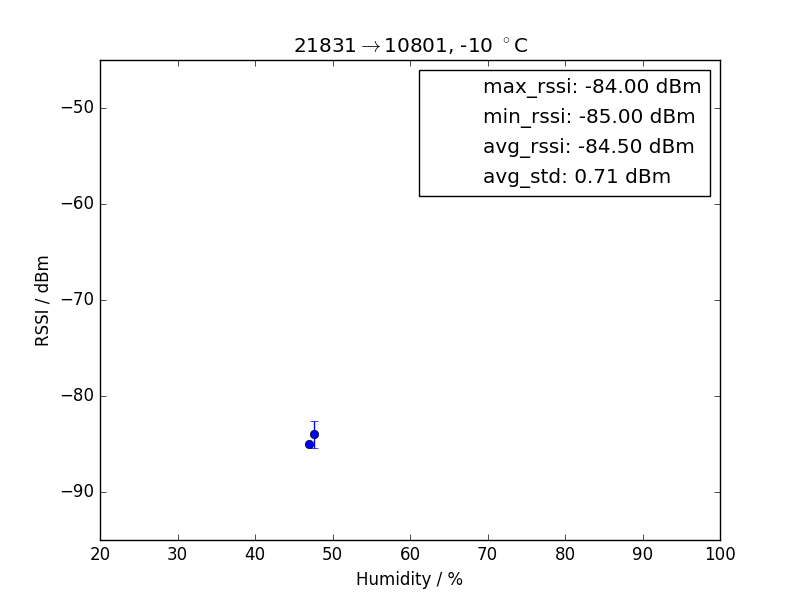 21831→10801, -10 °C
max_rssi: -84.00 dBm
min_rssi: -85.00 dBm
avg_rssi: -84.50 dBm
avg_std: 0.71 dBm
RSSI / dBm
−50
−60
−70
−80
−90
20 30 40 50 60 70 80 90 100
Humidity / %